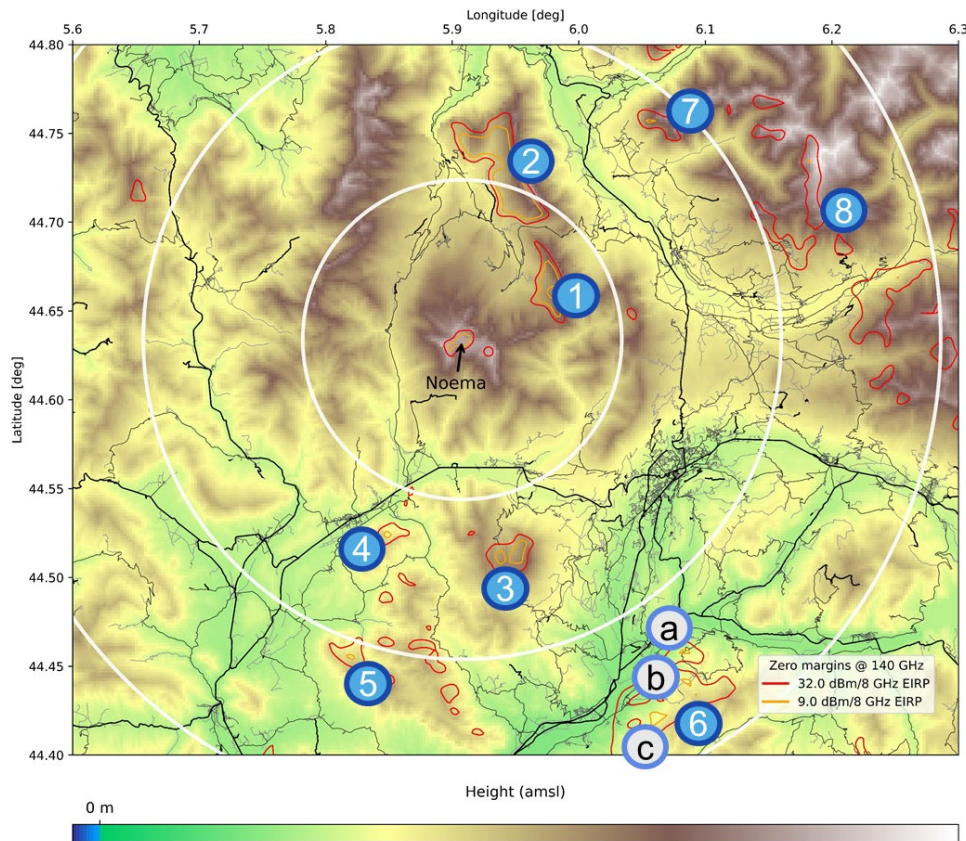 Longitude [deg]
5.6 5.7 5.8 5.9 6.0 6.1 6.2 6.3
44.80
7
44.75
2
8
44.70
1
44.65
Latitude [deg]
Noema
44.60
44.55
4
44.50
3
a
44.45
b
Zero margins @ 140 GHz
32.0 dBm/8 GHz EIRP
9.0 dBm/8 GHz EIRP
5
6
c
44.40
Height (amsl)
0 m